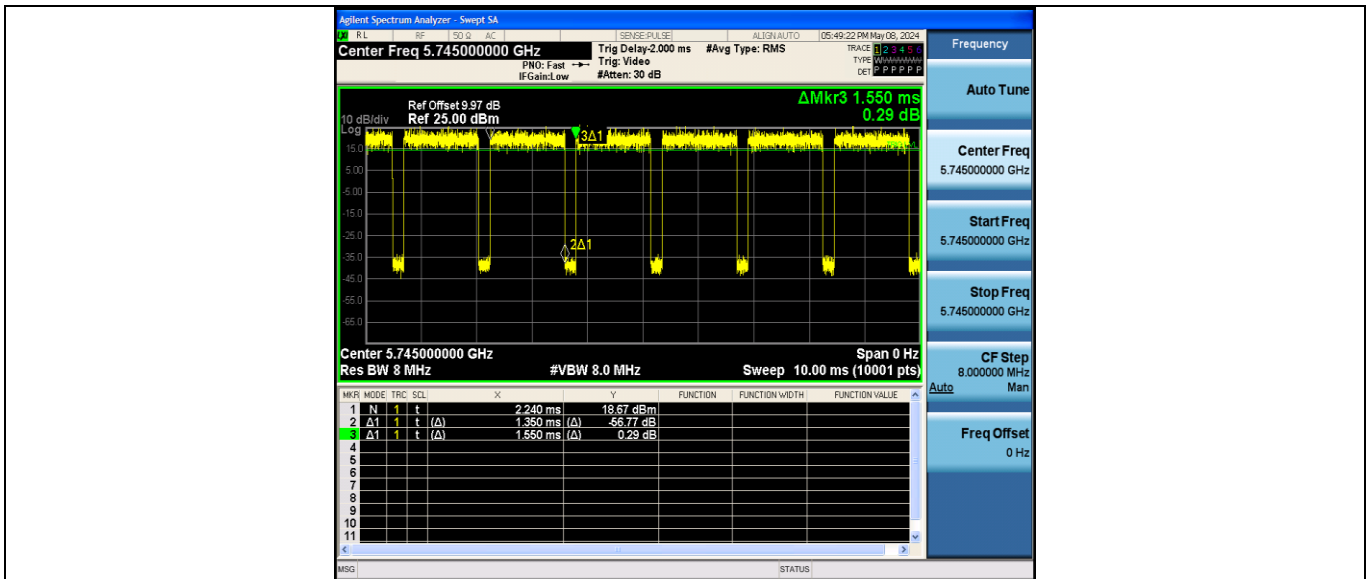 Agilent Spectrum Analyzer - Swept SA
RL RF 50 Ω AC SENSE:PULSE ALIGN AUTO 05:49:22 PM May 08, 2024
Center Freq 5.745000000 GHz
PNO: Fast
IFGain:Low
Trig Delay-2.000 ms
Trig: Video
#Atten: 30 dB
#Avg Type: RMS
TRACE 1 2 3 4 5 6
TYPE
DET P P P P P P
Ref Offset 9.97 dB
10 dB/div Ref 25.00 dBm
Log
ΔMkr3 1.550 ms
0.29 dB
15.0
5.00
-5.00
-15.0
-25.0
-35.0
-45.0
-55.0
-65.0
3Δ1
2Δ1
Center 5.745000000 GHz Span 0 Hz
Res BW 8 MHz #VBW 8.0 MHz Sweep 10.00 ms (10001 pts)
MKR MODE TRC SCL X Y FUNCTION FUNCTION WIDTH FUNCTION VALUE
1 N 1 t 2.240 ms 18.67 dBm
2 Δ1 1 t (Δ) 1.350 ms (Δ) -56.77 dB
3 Δ1 1 t (Δ) 1.550 ms (Δ) 0.29 dB
4
5
6
7
8
9
10
11
MSG STATUS
Frequency
Auto Tune
Center Freq
5.745000000 GHz
Start Freq
5.745000000 GHz
Stop Freq
5.745000000 GHz
CF Step
8.000000 MHz
Auto Man
Freq Offset
0 Hz